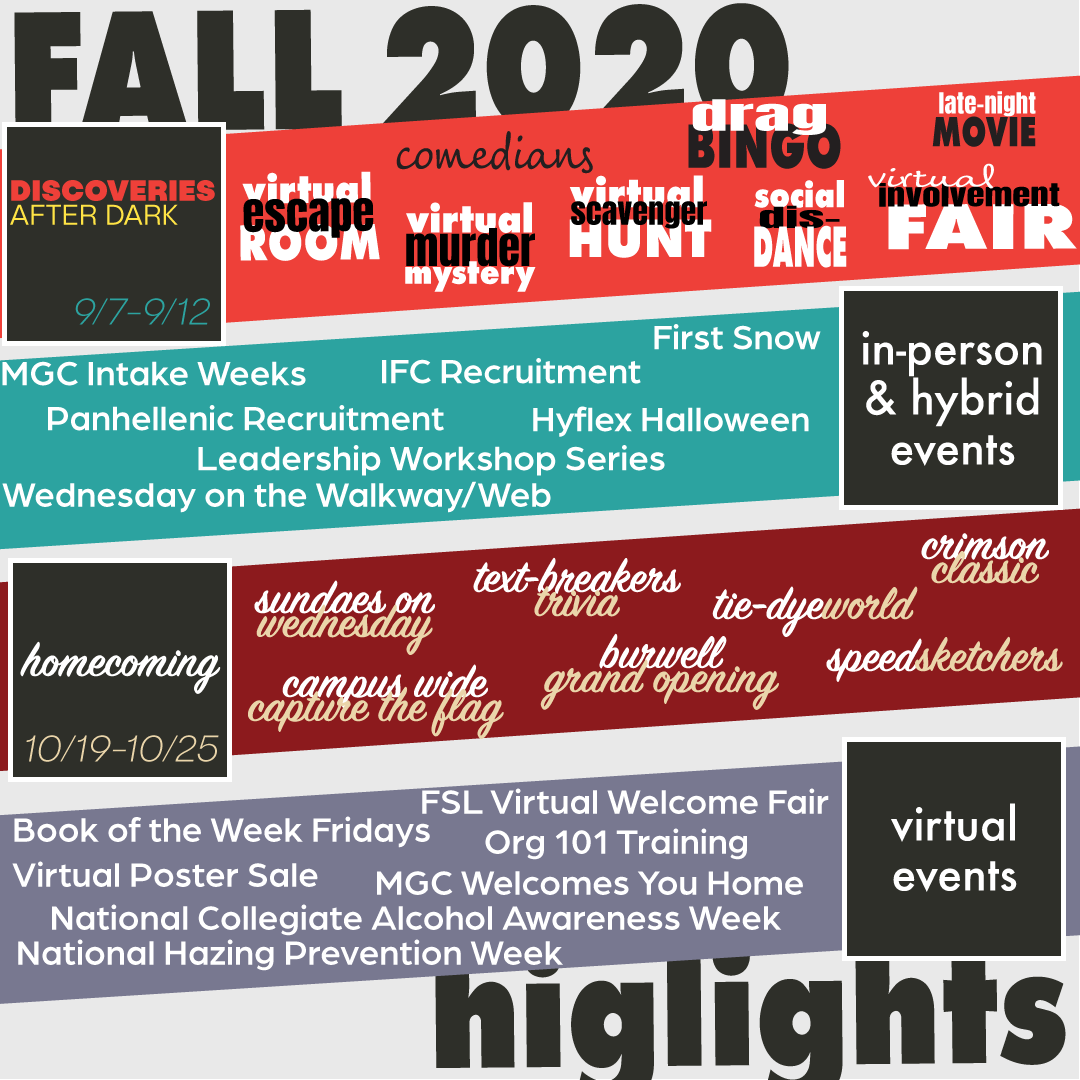 FALL 2020
DISCOVERIES
AFTER DARK
9/7-9/12
comedians
drag
BINGO
late-night
MOVIE
virtual
escape
ROOM
virtual
murder
mystery
virtual
scavenger
HUNT
social
dis-
DANCE
virtual
involvement
FAIR
in-person
& hybrid
events
First Snow
MGC Intake Weeks
IFC Recruitment
Panhellenic Recruitment
Hyflex Halloween
Leadership Workshop Series
Wednesday on the Walkway/Web
homecoming
10/19-10/25
sundaes on
wednesday
text-breakers
trivia
crimson
classic
tie-dyeworld
campus wide
capture the flag
burwell
grand opening
speedsketchers
virtual
events
FSL Virtual Welcome Fair
Book of the Week Fridays
Org 101 Training
Virtual Poster Sale
MGC Welcomes You Home
National Collegiate Alcohol Awareness Week
National Hazing Prevention Week
higlights